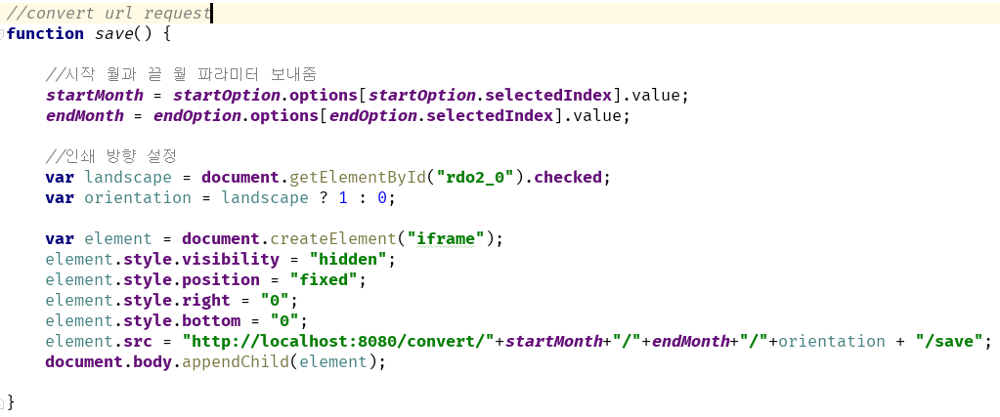 //convert url request
function save() {
//시작 월과 끝 월 파라미터 보내줌
startMonth = startOption.options[startOption.selectedIndex].value;
endMonth = endOption.options[endOption.selectedIndex].value;
//인쇄 방향 설정
var landscape = document.getElementById("rdo2_0").checked;
var orientation = landscape ? 1 : 0;
var element = document.createElement("iframe");
element.style.visibility = "hidden";
element.style.position = "fixed";
element.style.right = "0";
element.style.bottom = "0";
element.src = "http://localhost:8080/convert/"+startMonth+"/"+endMonth+"/"+orientation + "/save";
document.body.appendChild(element);
}